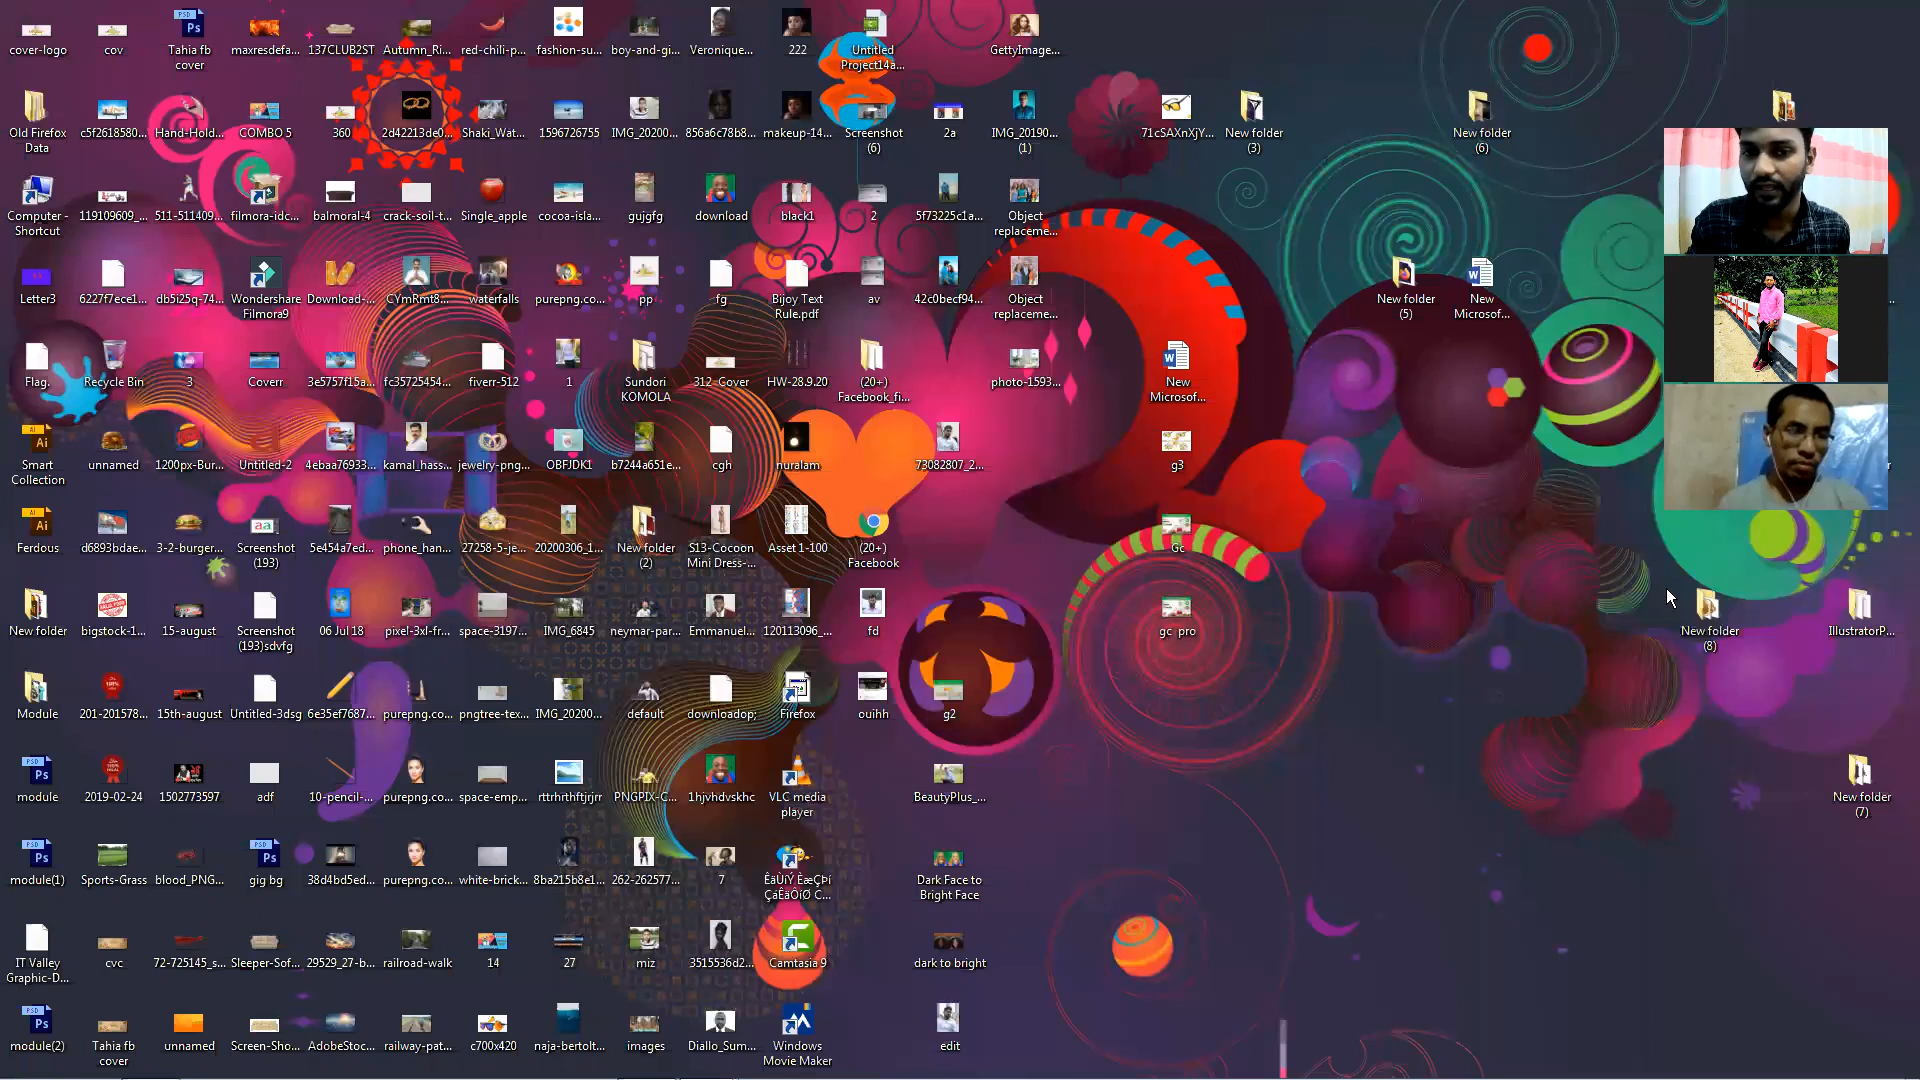 cover-logo
cov
Tahia fb
cover
maxresdefa...
137CLUB2ST
Autumn_Ri...
red-chili-p...
fashion-su...
boy-and-gi...
Veronique...
222
Untitled
Project14a...
GettyImage...
Old Firefox
Data
c5f2618580...
Hand-Hold...
COMBO 5
360
2d42213de0...
Shaki_Wat...
1596726755
IMG_20200...
856a6c78b8...
makeup-14...
Screenshot
(6)
2a
IMG_20190...
(1)
71cSAXnXjY...
New folder
(3)
New folder
(6)
Computer -
Shortcut
119109609_...
511-511409...
filmora-idc...
balmoral-4
crack-soil-t...
Single_apple
cocoa-isla...
gujgfg
download
black1
2
5f73225c1a...
Object
replaceme...
Letter3
6227f7ece1...
db5i25q-74...
Wondershare
Filmora9
Download-...
CYmRmt8...
waterfalls
purepng.co...
pp
fg
Bijoy Text
Rule.pdf
av
42c0becf94...
Object
replaceme...
New folder
(5)
New
Microsof...
Flag.
Recycle Bin
3
Coverr
3e5757f15a...
fc35725454...
fiverr-512
1
Sundori
KOMOLA
312_Cover
HW-28.9.20
(20+)
Facebook_fi...
photo-1593...
New
Microsof...
Smart
Collection
unnamed
1200px-Bur...
Untitled-2
4ebaa76933...
kamal_hass...
jewelry-png...
OBFJDK1
b7244a651e...
cgh
nuralam
73082807_2...
g3
Ferdous
d6893bdae...
3-2-burger...
Screenshot
(193)
5e454a7ed...
phone_han...
27258-5-je...
20200306_1...
New folder
(2)
S13-Cocoon
Mini Dress-...
Asset 1-100
(20+)
Facebook
Gc
New folder
bigstock-1...
15-august
Screenshot
(193)sdvfg
06 Jul 18
pixel-3xl-fr...
space-3197...
IMG_6845
neymar-par...
Emmanuel...
120113096_...
fd
gc pro
New folder
(8)
IllustratorP...
Module
201-201578...
15th-august
Untitled-3dsg
6e35ef7687...
purepng.co...
pngtree-tex...
IMG_20200...
default
downloadop;
Firefox
ouihh
g2
module
2019-02-24
1502773597
adf
10-pencil-...
purepng.co...
space-emp...
rttrhrthftjrjrr
PNGPIX-C...
1hjvhdvskhc
VLC media
player
BeautyPlus_...
New folder
(7)
module(1)
Sports-Grass
blood_PNG...
gig bg
38d4bd5ed...
purepng.co...
white-brick...
8ba215b8e1...
262-262577...
7
Dark Face to
Bright Face
IT Valley
Graphic-D...
cvc
72-725145_s...
Sleeper-Sof...
29529_27-b...
railroad-walk
14
27
miz
3515536d2...
Camtasia 9
dark to bright
module(2)
Tahia fb
cover
unnamed
Screen-Sho...
AdobeStoc...
railway-pat...
c700x420
naja-bertolt...
images
Diallo_Sum...
Windows
Movie Maker
edit